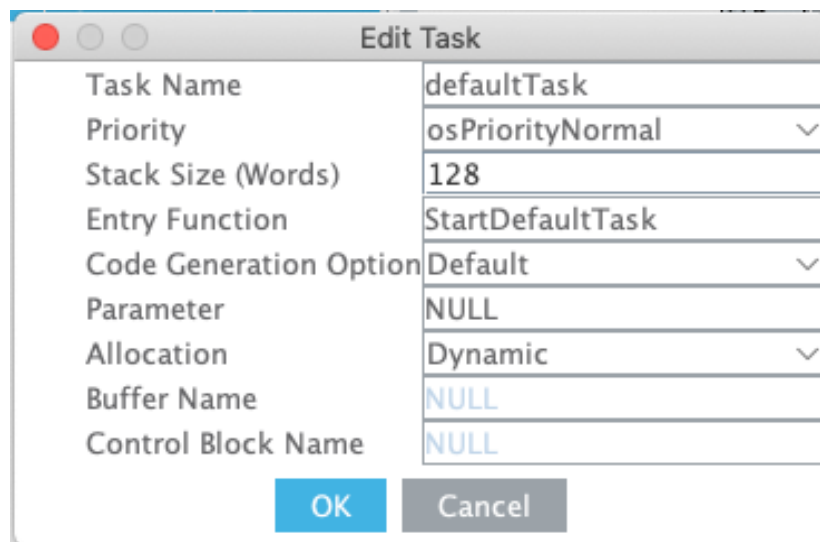 Edit Task
Task Name defaultTask
Priority osPriorityNormal
Stack Size (Words) 128
Entry Function StartDefaultTask
Code Generation Option Default
Parameter NULL
Allocation Dynamic
Buffer Name NULL
Control Block Name NULL
OK Cancel